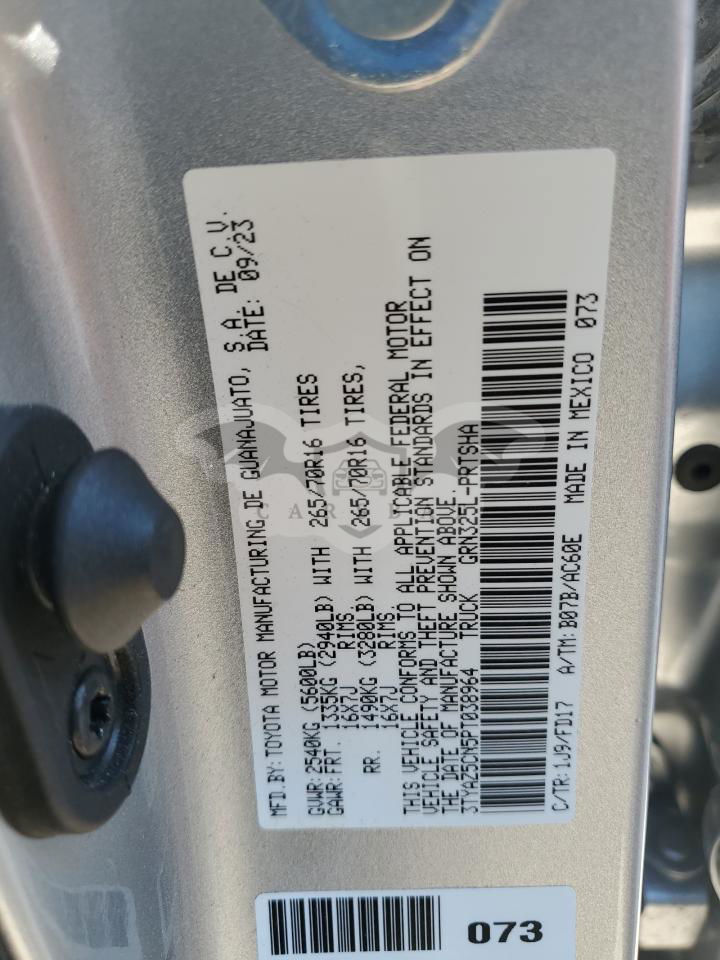 MFD.BY: TOYOTA MOTOR MANUFACTURING DE GUANAJUATO, S.A. DE C.V.
DATE: 09/23
GVWR: 2540KG (5600LB)
GAWR: FRT. 1335KG (2940LB) WITH 265/70R16 TIRES
16X7J RIMS
RR. 1490KG (3280LB) WITH 265/70R16 TIRES,
16X7J RIMS
THIS VEHICLE CONFORMS TO ALL APPLICABLE FEDERAL MOTOR
VEHICLE SAFETY AND THEFT PREVENTION STANDARDS IN EFFECT ON
THE DATE OF MANUFACTURE SHOWN ABOVE.
3TYAZ5CN5PT038964 TRUCK GRN325L-PRTSHA
C/TR: 1J9/FD17 A/TM: B07B/AC60E MADE IN MEXICO 073
073